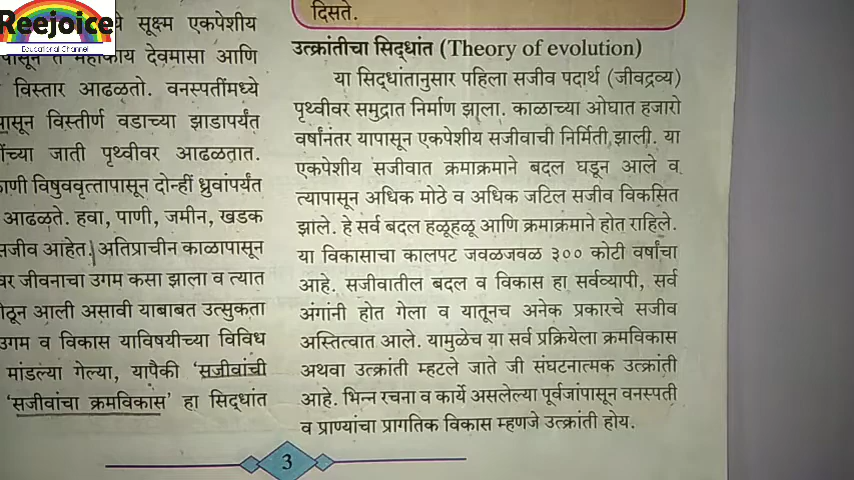 Reejoice
Educational Channel
सूक्ष्म एकपेशीय
महाकाय देवमासा आणि
विस्तार आढळतो. वनस्पतींमध्ये
पासून विस्तीर्ण वडाच्या झाडापर्यंत
च्या जाती पृथ्वीवर आढळतात.
विषुववृत्तापासून दोन्हीं ध्रुवांपर्यंत
आढळते. हवा, पाणी, जमीन, खडक
सजीव आहेत. अतिप्राचीन काळापासून
वर जीवनाचा उगम कसा झाला व त्यात
कोठून आली असावी याबाबत उत्सुकता
उगम व विकास याविषयीच्या विविध
मांडल्या गेल्या, यापैकी ‘सजीवांची
‘सजीवांचा क्रमविकास’ हा सिद्धांत
दिसते.
उत्क्रांतीचा सिद्धांत (Theory of evolution)
या सिद्धांतानुसार पहिला सजीव पदार्थ (जीवद्रव्य)
पृथ्वीवर समुद्रात निर्माण झाला. काळाच्या ओघात हजारो
वर्षांनंतर यापासून एकपेशीय सजीवाची निर्मिती झाली. या
एकपेशीय सजीवात क्रमाक्रमाने बदल घडून आले व
त्यापासून अधिक मोठे व अधिक जटिल सजीव विकसित
झाले. हे सर्व बदल हळूहळू आणि क्रमाक्रमाने होत राहिले.
या विकासाचा कालपट जवळजवळ ३०० कोटी वर्षांचा
आहे. सजीवातील बदल व विकास हा सर्वव्यापी, सर्व
अंगांनी होत गेला व यातूनच अनेक प्रकारचे सजीव
अस्तित्वात आले. यामुळेच या सर्व प्रक्रियेला क्रमविकास
अथवा उत्क्रांती म्हटले जाते जी संघटनात्मक उत्क्रांती
आहे. भिन्न रचना व कार्ये असलेल्या पूर्वजांपासून वनस्पती
व प्राण्यांचा प्रागतिक विकास म्हणजे उत्क्रांती होय.
3